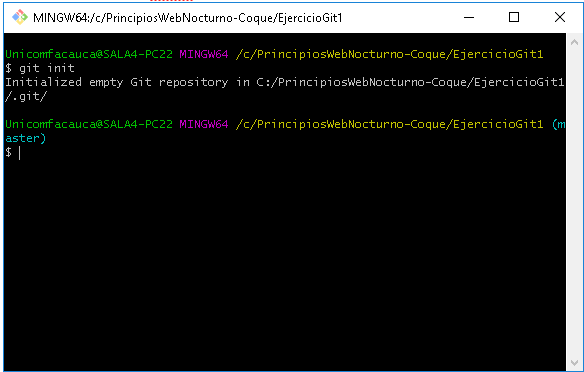 MINGW64:/c/PrincipiosWebNocturno-Coque/EjercicioGit1
Unicomfacauca@SALA4-PC22 MINGW64 /c/PrincipiosWebNocturno-Coque/EjercicioGit1
$ git init
Initialized empty Git repository in C:/PrincipiosWebNocturno-Coque/EjercicioGit1
/.git/
Unicomfacauca@SALA4-PC22 MINGW64 /c/PrincipiosWebNocturno-Coque/EjercicioGit1 (m
aster)
$